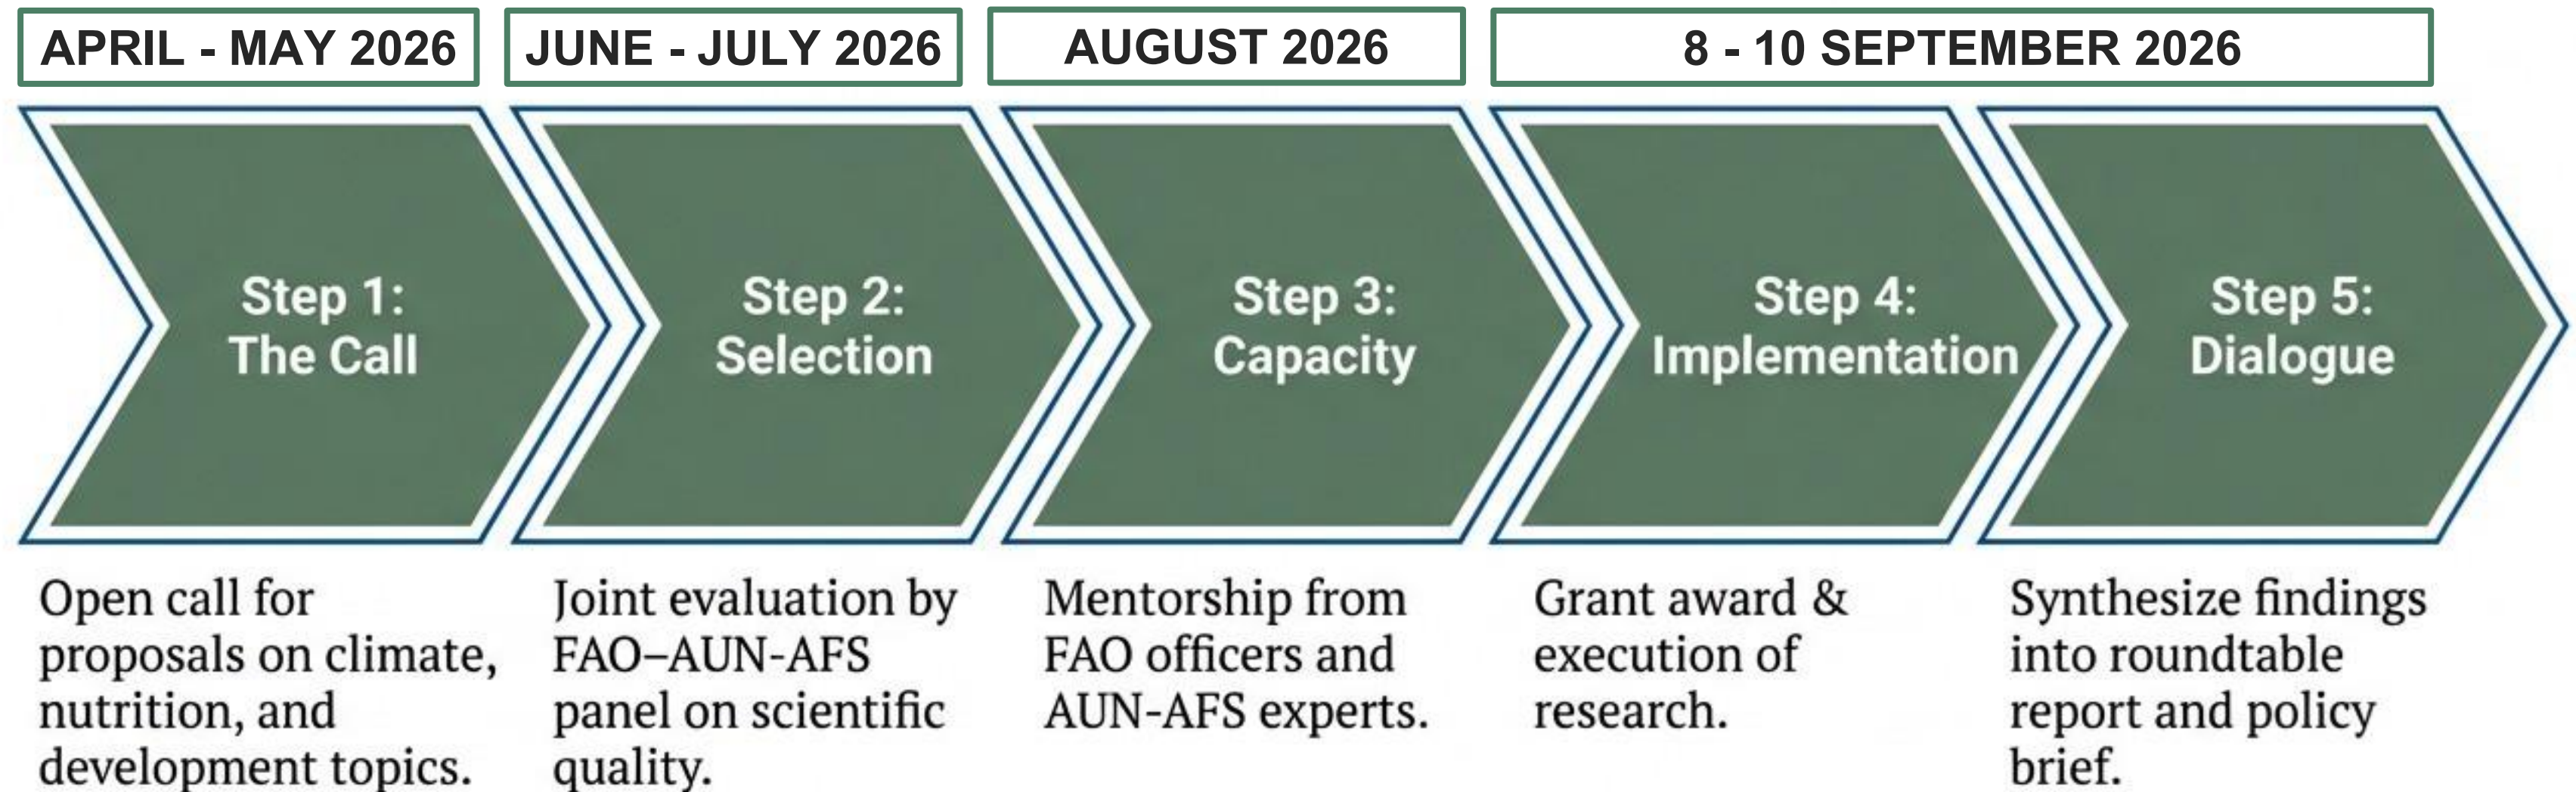 APRIL - MAY 2026
JUNE - JULY 2026
AUGUST 2026
8 - 10 SEPTEMBER 2026
Step 1:
The Call
Step 2:
Selection
Step 3:
Capacity
Step 4:
Implementation
Step 5:
Dialogue
Open call for
proposals on climate,
nutrition, and
development topics.
Joint evaluation by
FAO–AUN-AFS
panel on scientific
quality.
Mentorship from
FAO officers and
AUN-AFS experts.
Grant award &
execution of
research.
Synthesize findings
into roundtable
report and policy
brief.